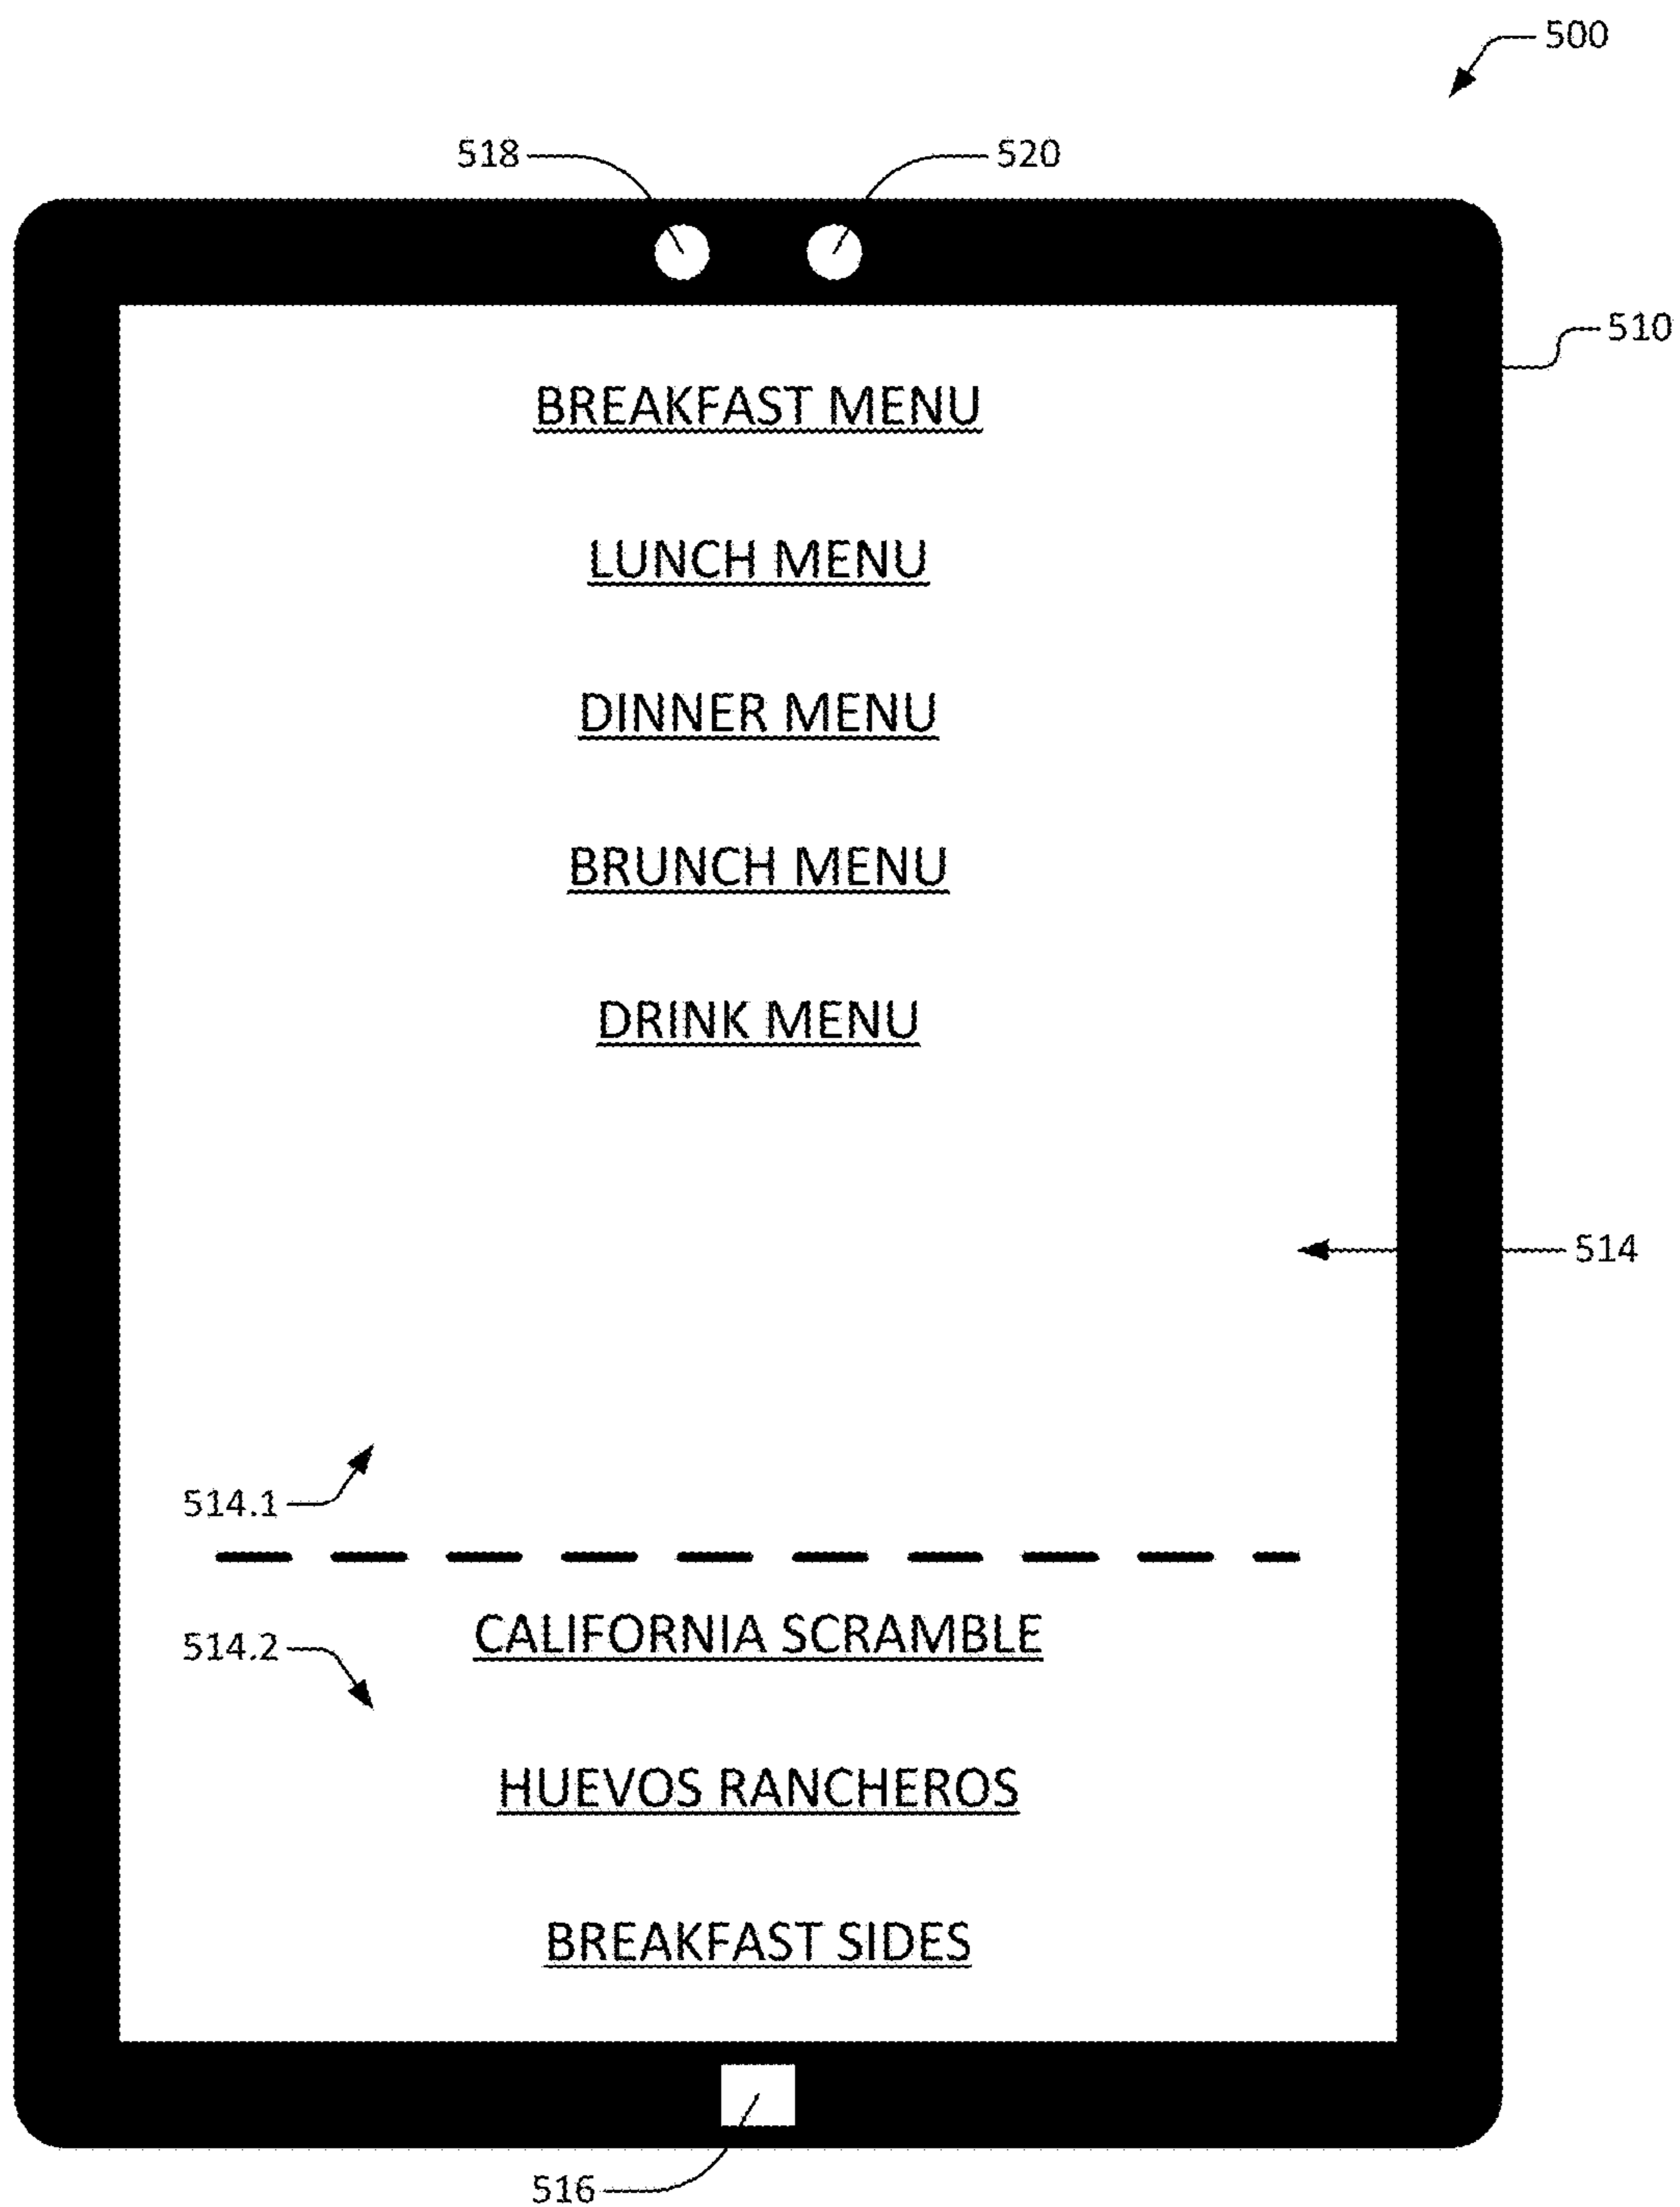 500
518
520
510
BREAKFAST MENU
LUNCH MENU
DINNER MENU
BRUNCH MENU
DRINK MENU
514
514.1
CALIFORNIA SCRAMBLE
514.2
HUEVOS RANCHEROS
BREAKFAST SIDES
516